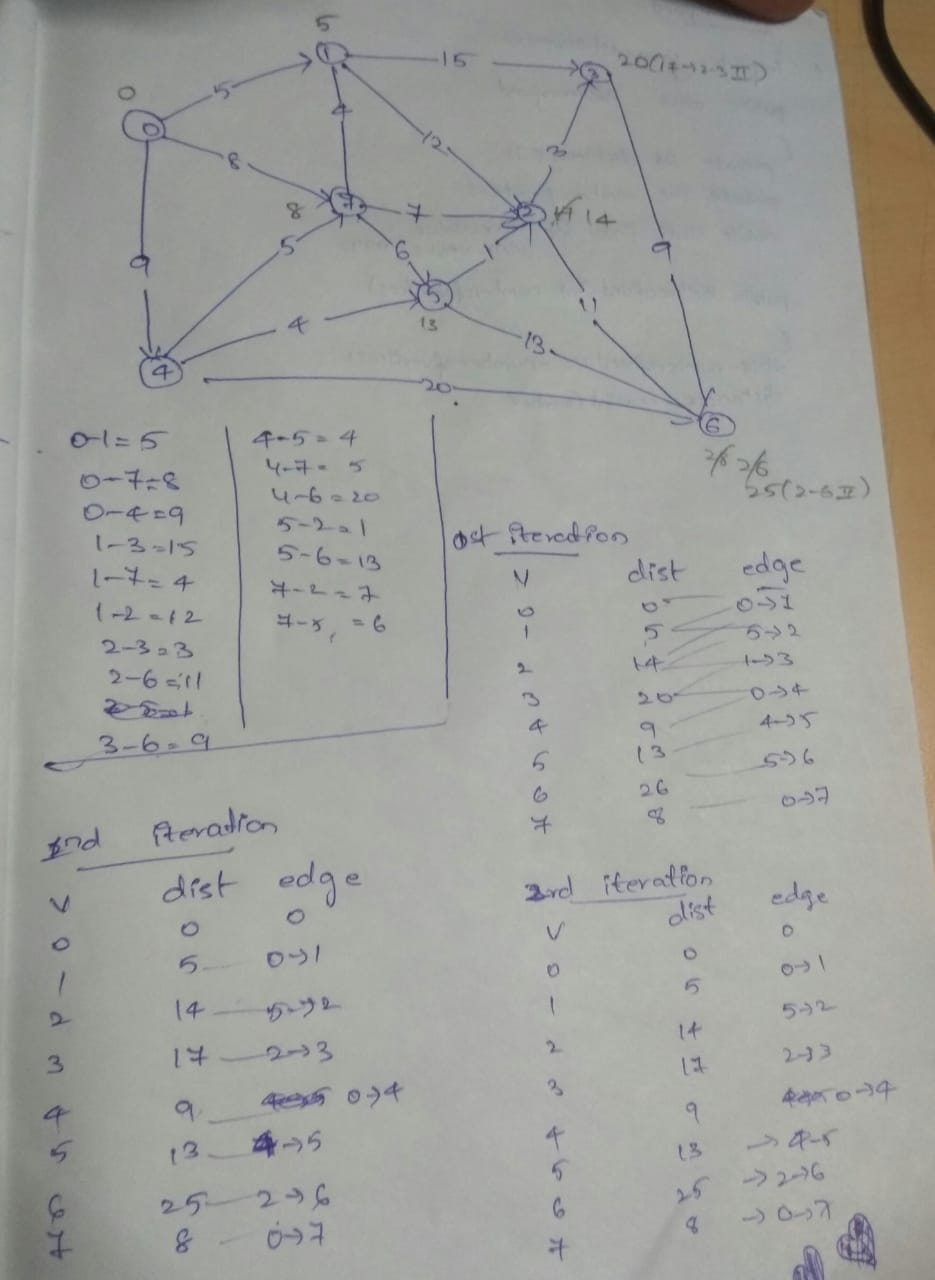 5
1
15
3
20(17→2-3 II)
0
0
5
4
12
8
3
8
7
7
2
14
9
5
6
1
9
5
13
11
4
4
13
20
6
26 26
25(2-6 II)
0-1=5
0-7=8
0-4=9
1-3=15
1-7=4
1-2=12
2-3=3
2-6=11
2-5=1
3-6=9
4-5=4
4-7=5
4-6=20
5-2=1
5-6=13
7-2=7
7-5, =6
1st iteration
V dist edge
0 0 0→1
1 5 5→2
2 14 1→3
3 20 0→4
4 9 4→5
5 13 5→6
6 26 0→7
7 8
2nd iteration
V dist edge
0 0 0
1 5 0→1
2 14 5→2
3 17 2→3
4 9 0→4
5 13 4→5
6 25 2→6
7 8 0→7
3rd iteration
V dist edge
0 0 0
1 5 0→1
2 14 5→2
3 17 2→3
4 9 0→4
5 13 →4-5
6 25 →2→6
7 8 →0→7